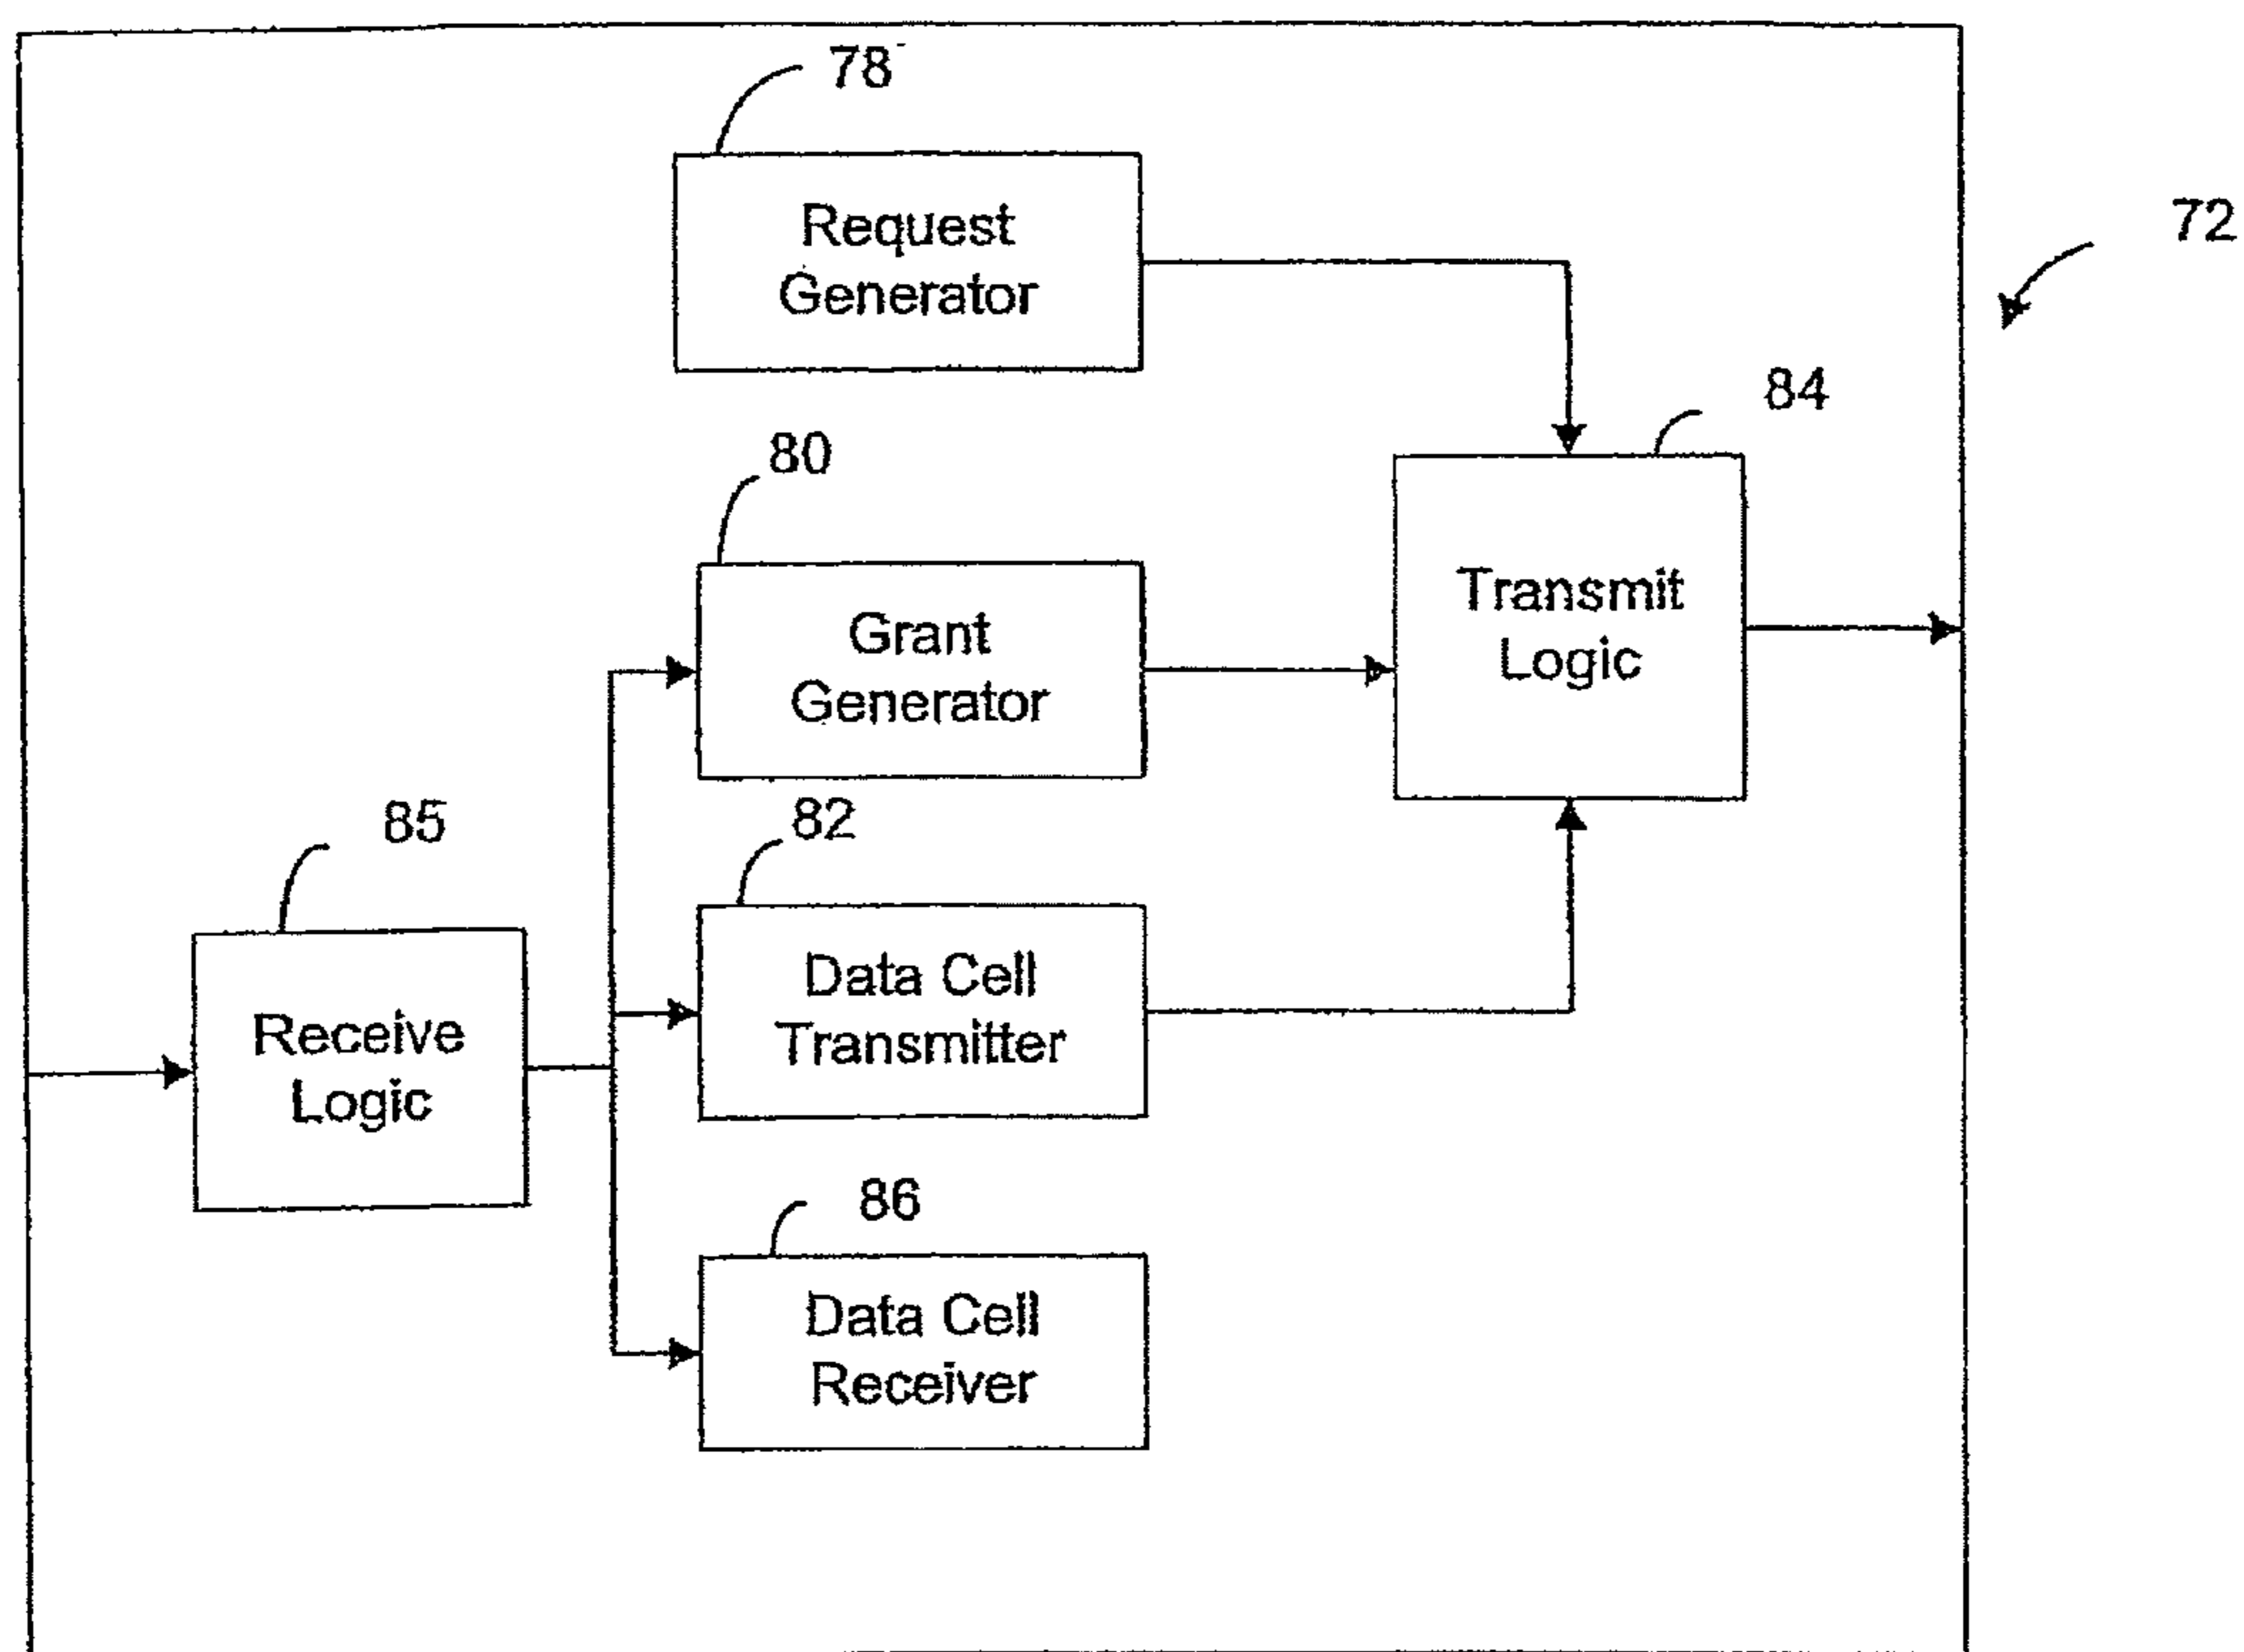 78
Request
Generator
72
84
80
Grant
Generator
Transmit
Logic
82
85
Data Cell
Transmitter
Receive
Logic
86
Data Cell
Receiver